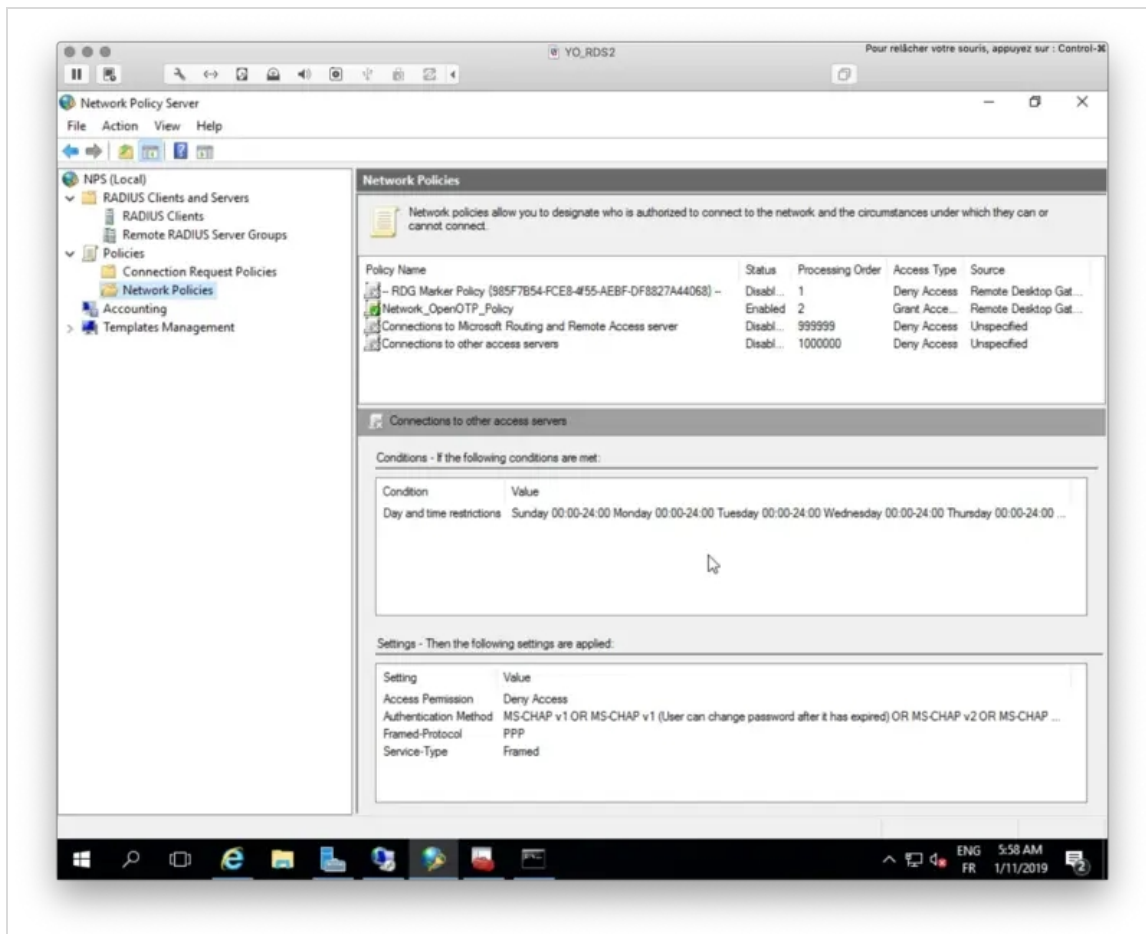 YO_RDS2
Pour relâcher votre souris, appuyez sur : Control-⌘
Network Policy Server
File Action View Help
NPS (Local)
RADIUS Clients and Servers
RADIUS Clients
Remote RADIUS Server Groups
Policies
Connection Request Policies
Network Policies
Accounting
Templates Management
Network Policies
Network policies allow you to designate who is authorized to connect to the network and the circumstances under which they can or
cannot connect.
Policy Name Status Processing Order Access Type Source
-- RDG Marker Policy {985F7B54-FCE8-4f55-AEBF-DF8827A44068} -- Disabl... 1 Deny Access Remote Desktop Gat...
Network_OpenOTP_Policy Enabled 2 Grant Acce... Remote Desktop Gat...
Connections to Microsoft Routing and Remote Access server Disabl... 999999 Deny Access Unspecified
Connections to other access servers Disabl... 1000000 Deny Access Unspecified
Connections to other access servers
Conditions - If the following conditions are met:
Condition Value
Day and time restrictions Sunday 00:00-24:00 Monday 00:00-24:00 Tuesday 00:00-24:00 Wednesday 00:00-24:00 Thursday 00:00-24:00 ...
Settings - Then the following settings are applied:
Setting Value
Access Permission Deny Access
Authentication Method MS-CHAP v1 OR MS-CHAP v1 (User can change password after it has expired) OR MS-CHAP v2 OR MS-CHAP ...
Framed-Protocol PPP
Service-Type Framed
ENG 5:58 AM
FR 1/11/2019
2